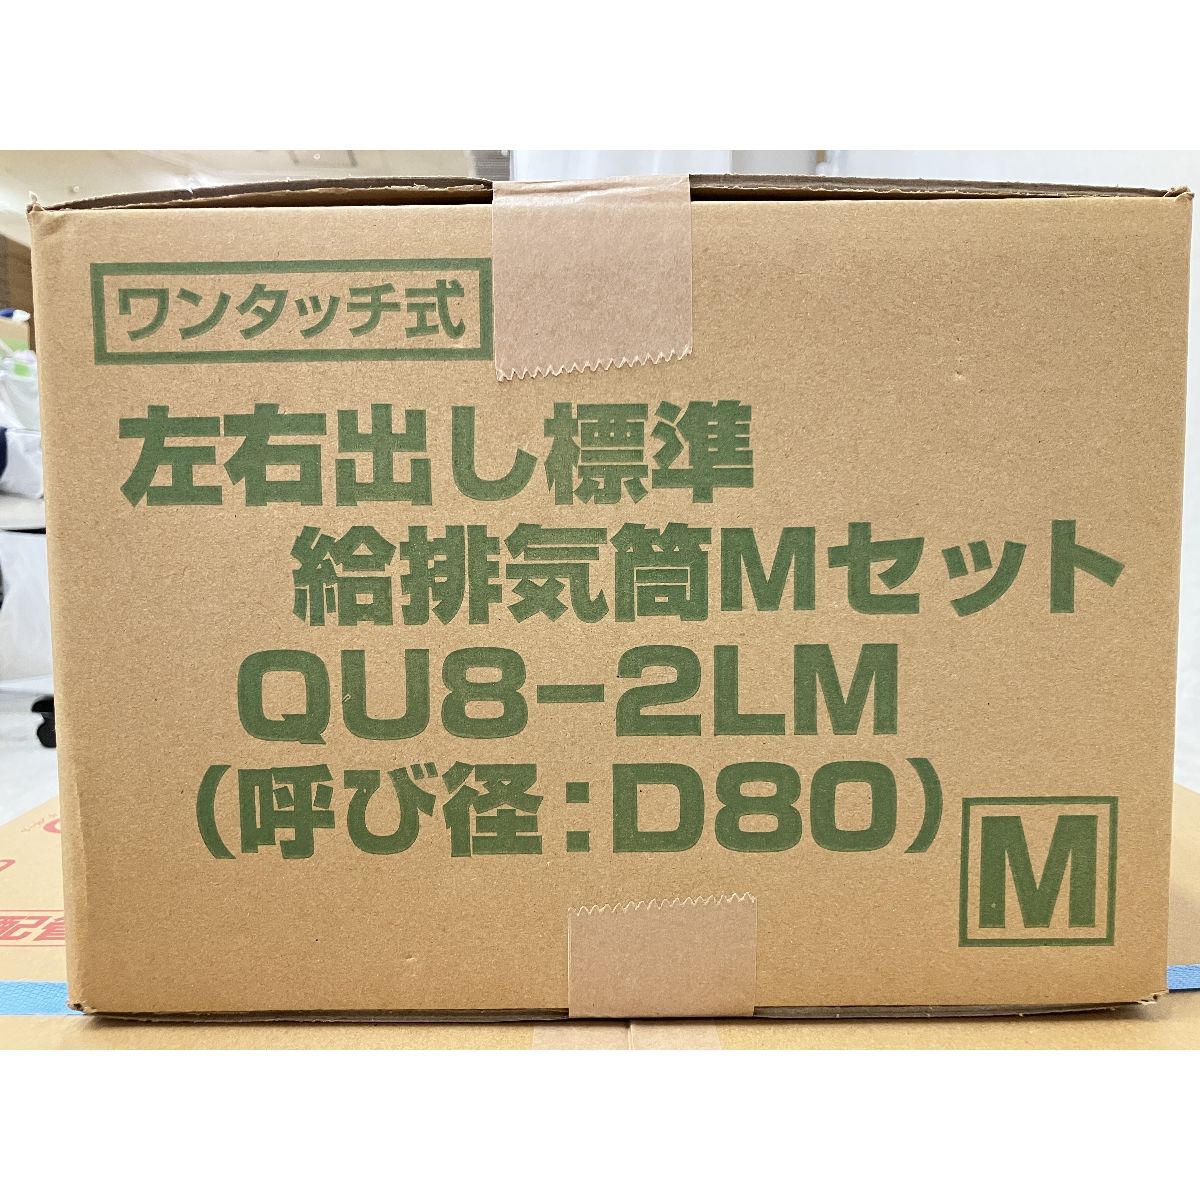 ワンタッチ式
左右出し標準
給排気筒Mセット
QU8-2LM
(呼び径:D80)
M